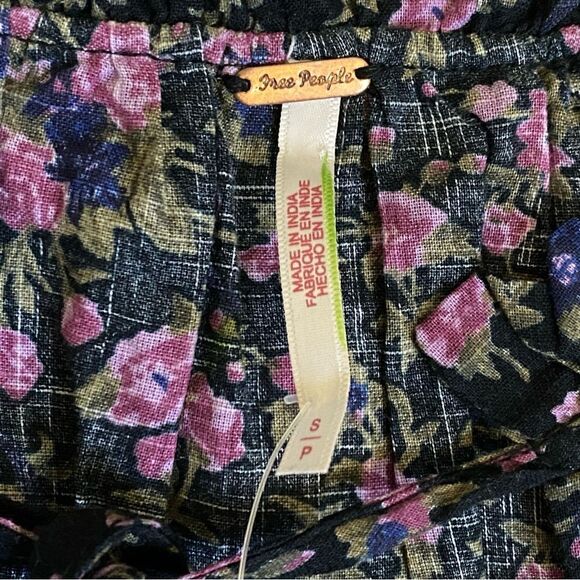 Free People
MADE IN INDIA
FABRIQUÉ EN INDE
HECHO EN INDIA
S | P